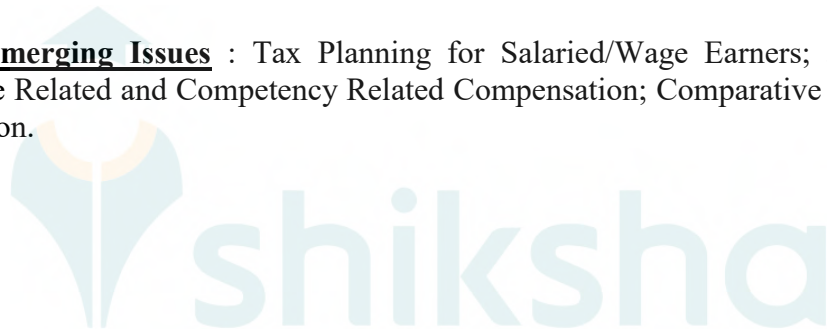 merging Issues : Tax Planning for Salaried/Wage Earners;
e Related and Competency Related Compensation; Comparative
on.
shiksha